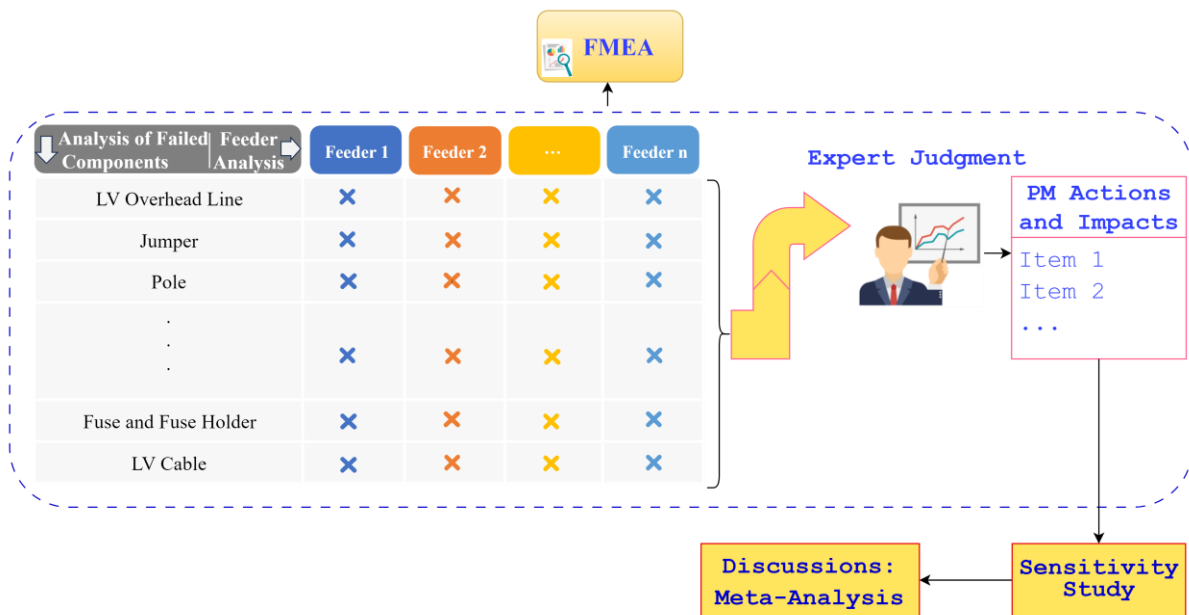 FMEA
Analysis of Failed Components
Feeder Analysis
Feeder 1
Feeder 2
...
Feeder n
LV Overhead Line
Jumper
Pole
.
.
.
Fuse and Fuse Holder
LV Cable
Expert Judgment
PM Actions
and Impacts
Item 1
Item 2
...
Sensitivity
Study
Discussions:
Meta-Analysis